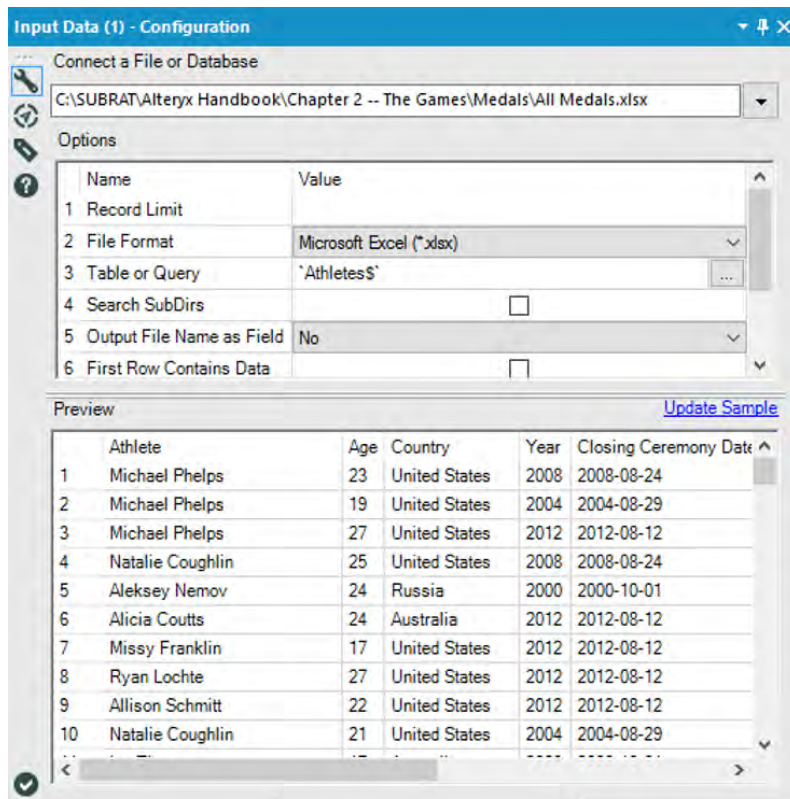 Input Data (1) - Configuration
Connect a File or Database
C:\SUBRAT\Alteryx Handbook\Chapter 2 -- The Games\Medals\All Medals.xlsx
Options
Name Value
1 Record Limit
2 File Format Microsoft Excel (*.xlsx)
3 Table or Query `Athletes$` ...
4 Search SubDirs
5 Output File Name as Field No
6 First Row Contains Data
Preview Update Sample
Athlete Age Country Year Closing Ceremony Date
1 Michael Phelps 23 United States 2008 2008-08-24
2 Michael Phelps 19 United States 2004 2004-08-29
3 Michael Phelps 27 United States 2012 2012-08-12
4 Natalie Coughlin 25 United States 2008 2008-08-24
5 Aleksey Nemov 24 Russia 2000 2000-10-01
6 Alicia Coutts 24 Australia 2012 2012-08-12
7 Missy Franklin 17 United States 2012 2012-08-12
8 Ryan Lochte 27 United States 2012 2012-08-12
9 Allison Schmitt 22 United States 2012 2012-08-12
10 Natalie Coughlin 21 United States 2004 2004-08-29